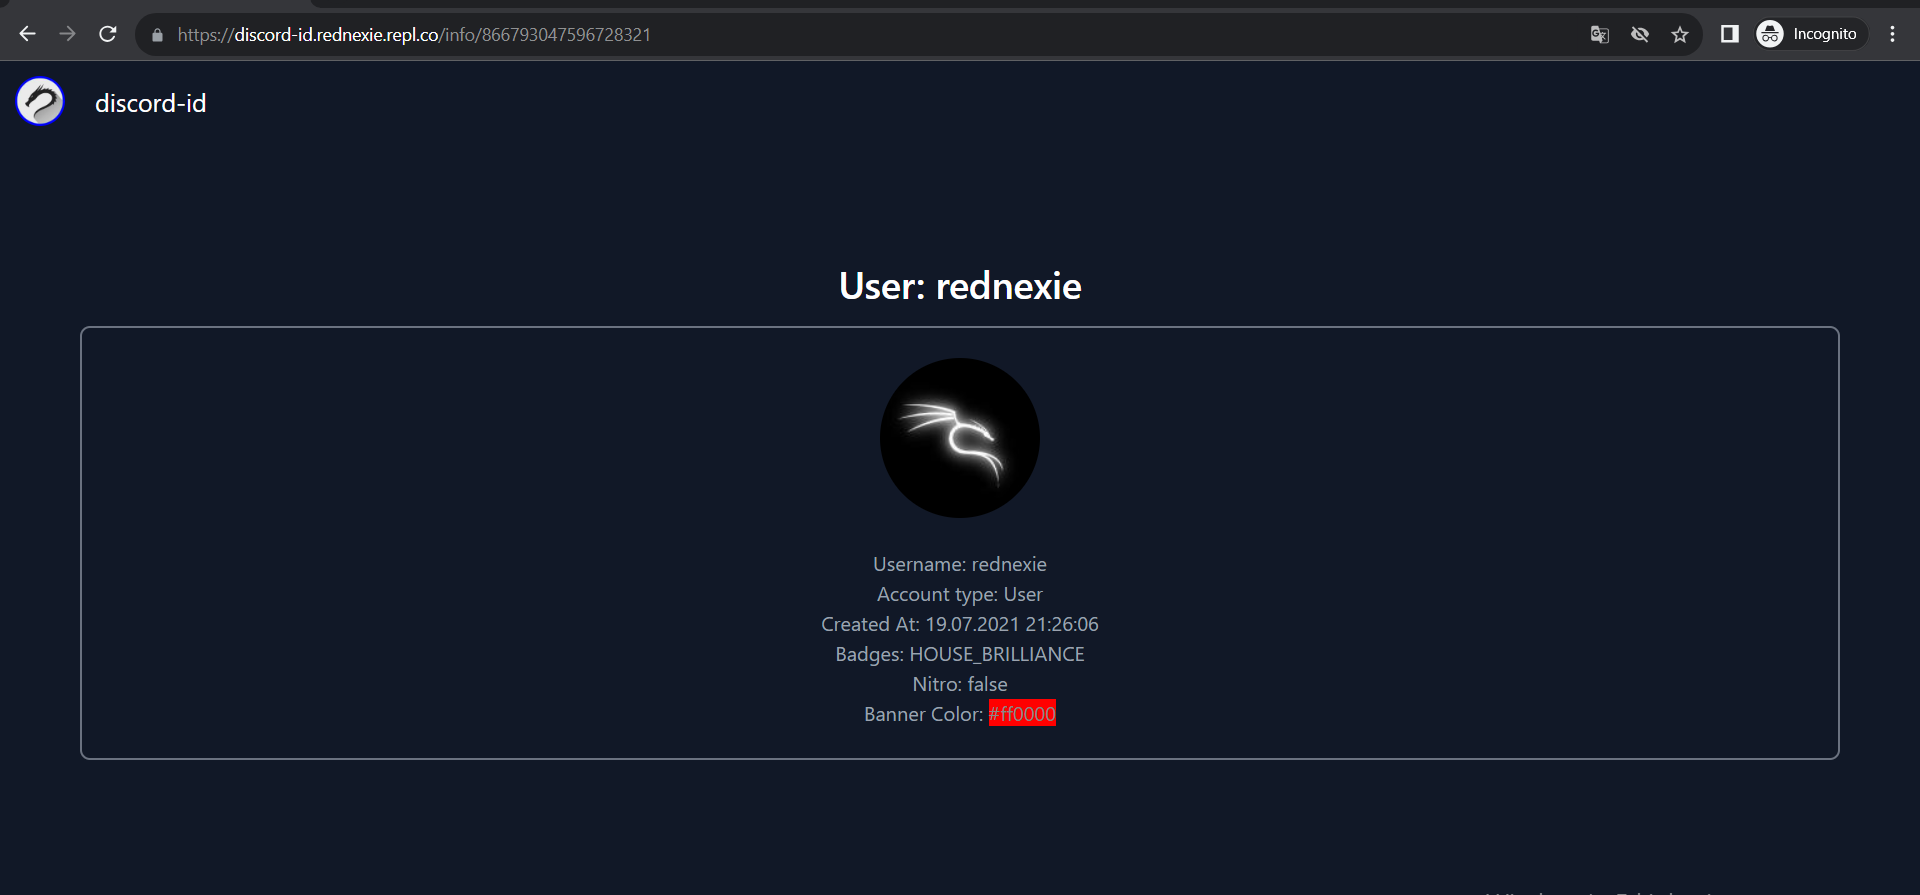 https://discord-id.rednexie.repl.co/info/866793047596728321
Incognito
discord-id
User: rednexie
Username: rednexie
Account type: User
Created At: 19.07.2021 21:26:06
Badges: HOUSE_BRILLIANCE
Nitro: false
Banner Color: #ff0000